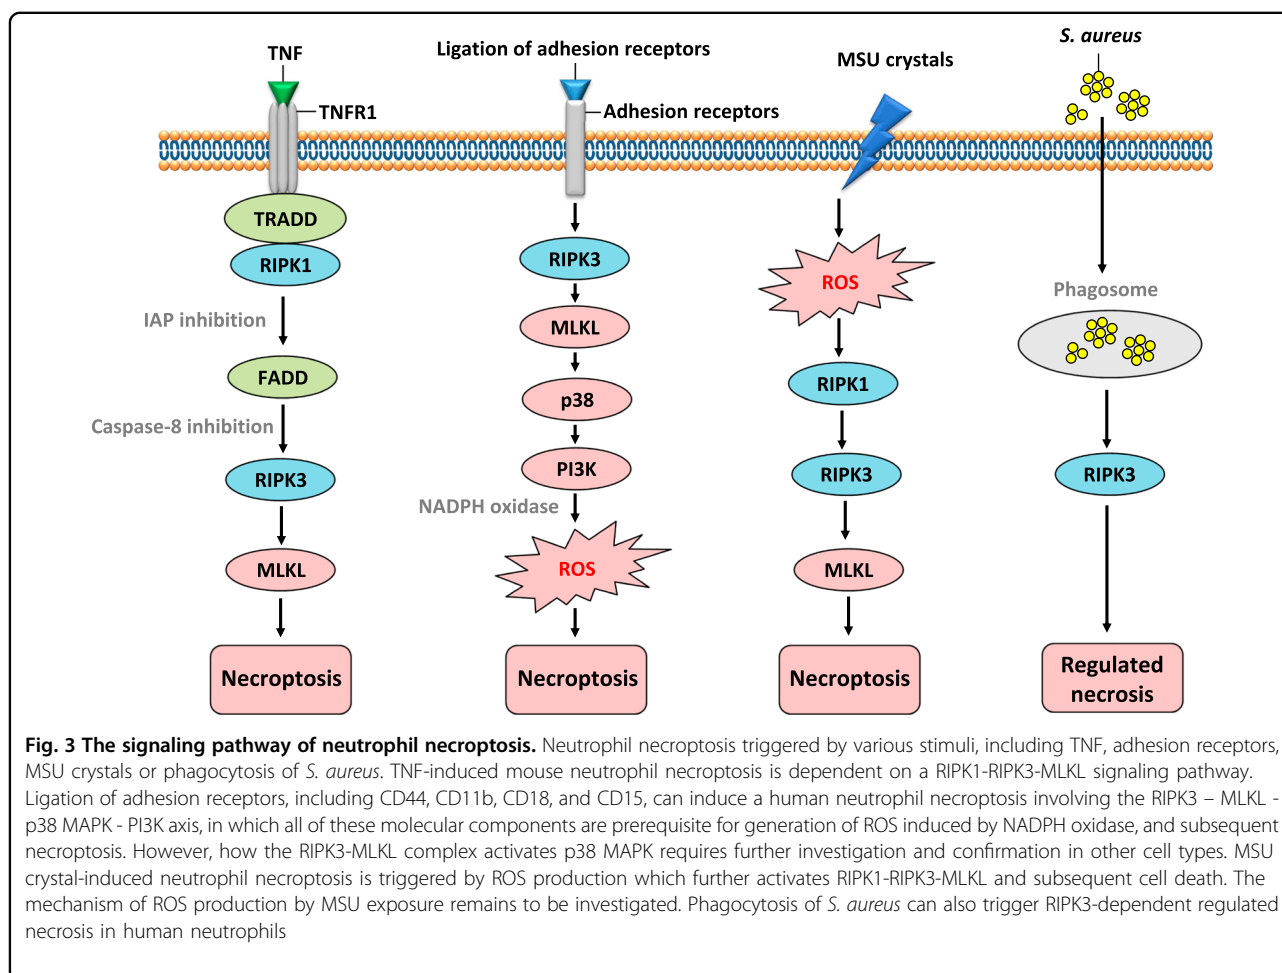 TNF
TNFR1
TRADD
RIPK1
IAP inhibition
FADD
Caspase-8 inhibition
RIPK3
MLKL
Necroptosis
Ligation of adhesion receptors
Adhesion receptors
RIPK3
MLKL
p38
PI3K
NADPH oxidase
ROS
Necroptosis
MSU crystals
ROS
RIPK1
RIPK3
MLKL
Necroptosis
S. aureus
Phagosome
RIPK3
Regulated
necrosis
Fig. 3 The signaling pathway of neutrophil necroptosis. Neutrophil necroptosis triggered by various stimuli, including TNF, adhesion receptors,
MSU crystals or phagocytosis of S. aureus. TNF-induced mouse neutrophil necroptosis is dependent on a RIPK1-RIPK3-MLKL signaling pathway.
Ligation of adhesion receptors, including CD44, CD11b, CD18, and CD15, can induce a human neutrophil necroptosis involving the RIPK3 – MLKL -
p38 MAPK - PI3K axis, in which all of these molecular components are prerequisite for generation of ROS induced by NADPH oxidase, and subsequent
necroptosis. However, how the RIPK3-MLKL complex activates p38 MAPK requires further investigation and confirmation in other cell types. MSU
crystal-induced neutrophil necroptosis is triggered by ROS production which further activates RIPK1-RIPK3-MLKL and subsequent cell death. The
mechanism of ROS production by MSU exposure remains to be investigated. Phagocytosis of S. aureus can also trigger RIPK3-dependent regulated
necrosis in human neutrophils